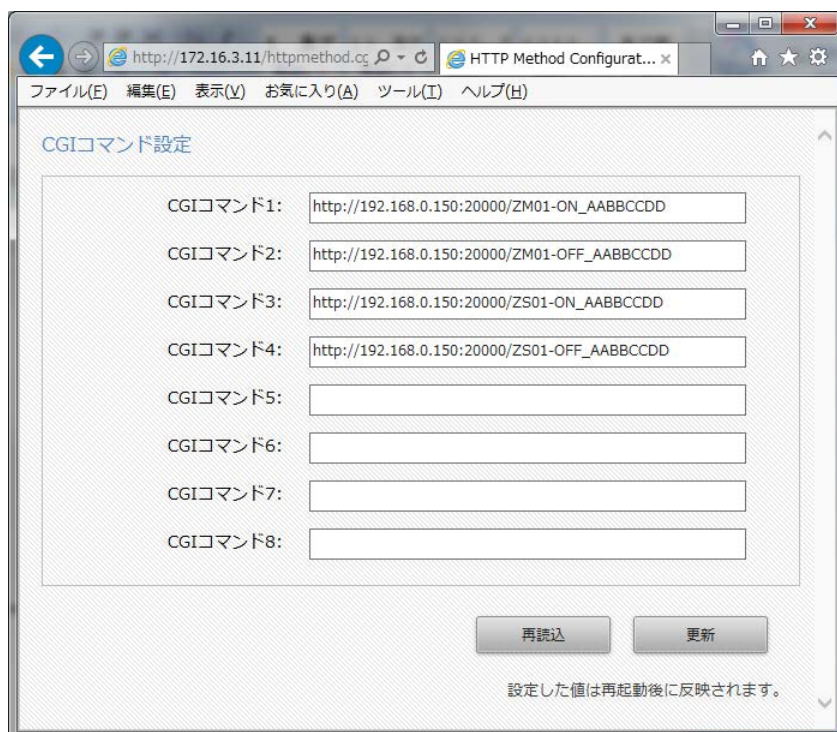 http://172.16.3.11/httpmethod.cg
HTTP Method Configurat...
ファイル(F) 編集(E) 表示(V) お気に入り(A) ツール(T) ヘルプ(H)
CGIコマンド設定
CGIコマンド1: http://192.168.0.150:20000/ZM01-ON_AABBCCDD
CGIコマンド2: http://192.168.0.150:20000/ZM01-OFF_AABBCCDD
CGIコマンド3: http://192.168.0.150:20000/ZS01-ON_AABBCCDD
CGIコマンド4: http://192.168.0.150:20000/ZS01-OFF_AABBCCDD
CGIコマンド5:
CGIコマンド6:
CGIコマンド7:
CGIコマンド8:
再読込 更新
設定した値は再起動後に反映されます。